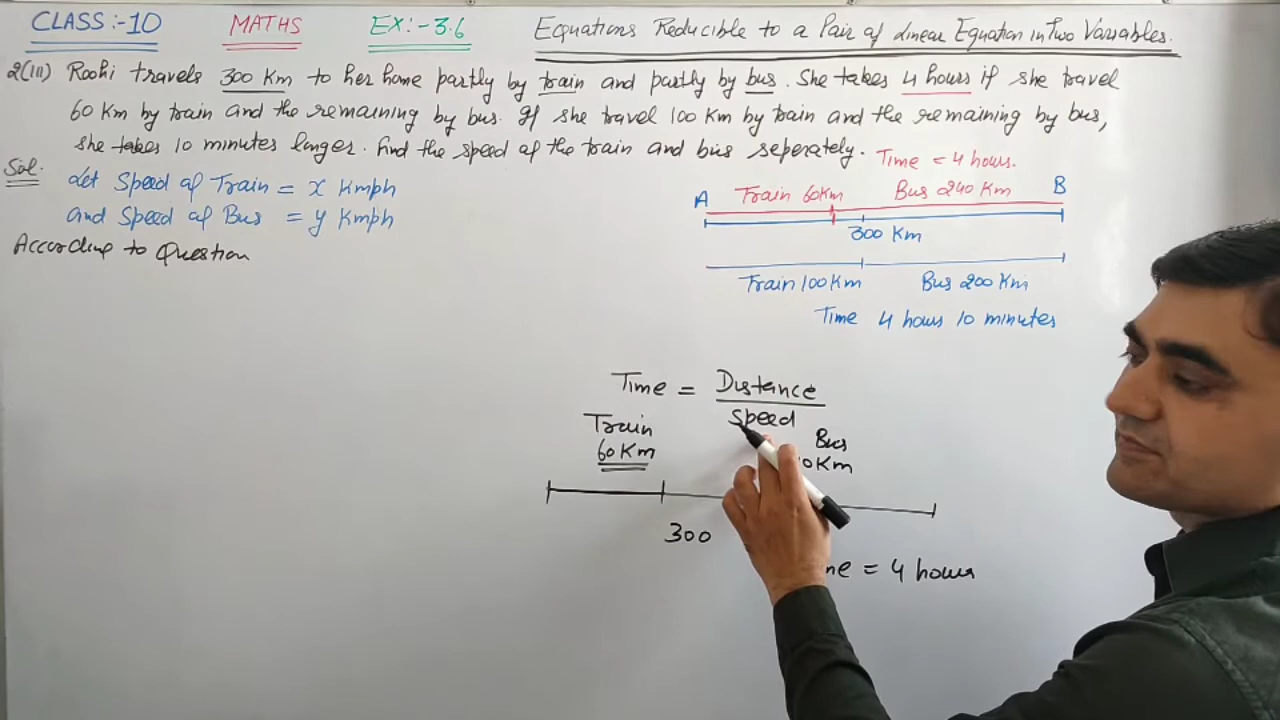 CLASS:-10 MATHS EX:-3.6 Equations Reducible to a Pair of Linear Equation in Two Variables.
2(III) Roohi travels 300 Km to her home partly by train and partly by bus. She takes 4 hours if she travel
60 Km by train and the remaining by bus. If she travel 100 Km by train and the remaining by bus,
she takes 10 minutes longer. Find the speed of the train and bus seperately.
Time = 4 hours.
Sol.
Let Speed of Train = x Kmph
and Speed of Bus = y Kmph
According to Question
A Train 60Km Bus 240 Km B
300 Km
Train 100Km Bus 200 Km
Time 4 hours 10 minutes
Time = Distance
Speed
Train
60 Km
Bus
0Km
300
me = 4 hours